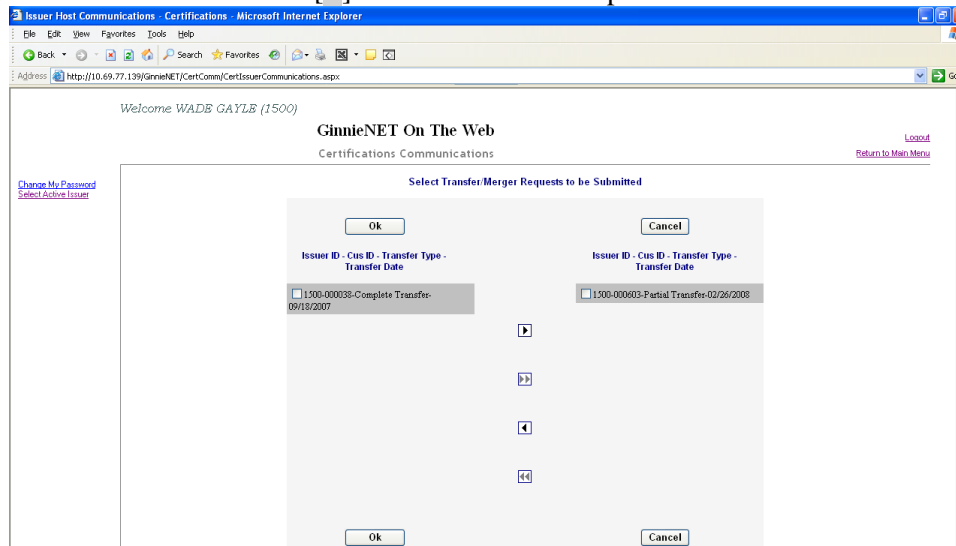 Issuer Host Communications - Certifications - Microsoft Internet Explorer
File Edit View Favorites Tools Help
Back Search Favorites
Address http://10.69.77.139/GinnieNET/CertComm/CertIssuerCommunications.aspx
Welcome WADE GAYLE (1500)
GinnieNET On The Web
Logout
Certifications Communications
Return to Main Menu
Change My Password
Select Active Issuer
Select Transfer/Merger Requests to be Submitted
Ok Cancel
Issuer ID - Cus ID - Transfer Type -
Transfer Date
Issuer ID - Cus ID - Transfer Type -
Transfer Date
1500-000038-Complete Transfer-
09/18/2007
1500-000603-Partial Transfer-02/26/2008
Ok Cancel